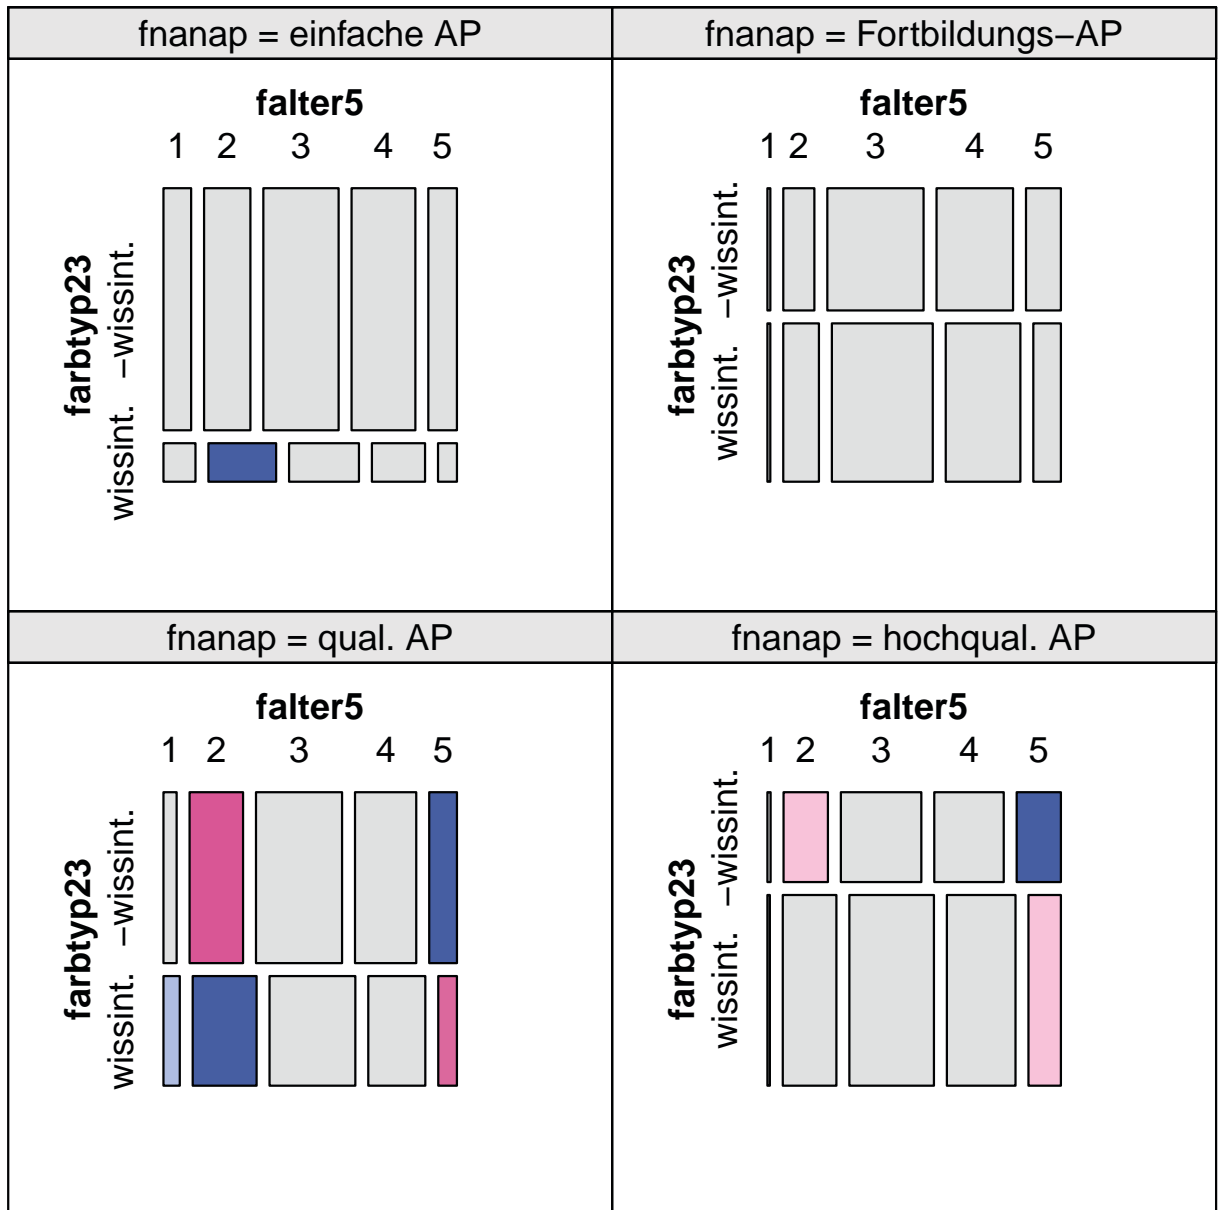 fnanap = einfache AP
falter5
1 2 3 4 5
farbtyp23
wissint. −wissint.
fnanap = Fortbildungs−AP
falter5
1 2 3 4 5
farbtyp23
wissint. −wissint.
fnanap = qual. AP
falter5
1 2 3 4 5
farbtyp23
wissint. −wissint.
fnanap = hochqual. AP
falter5
1 2 3 4 5
farbtyp23
wissint. −wissint.